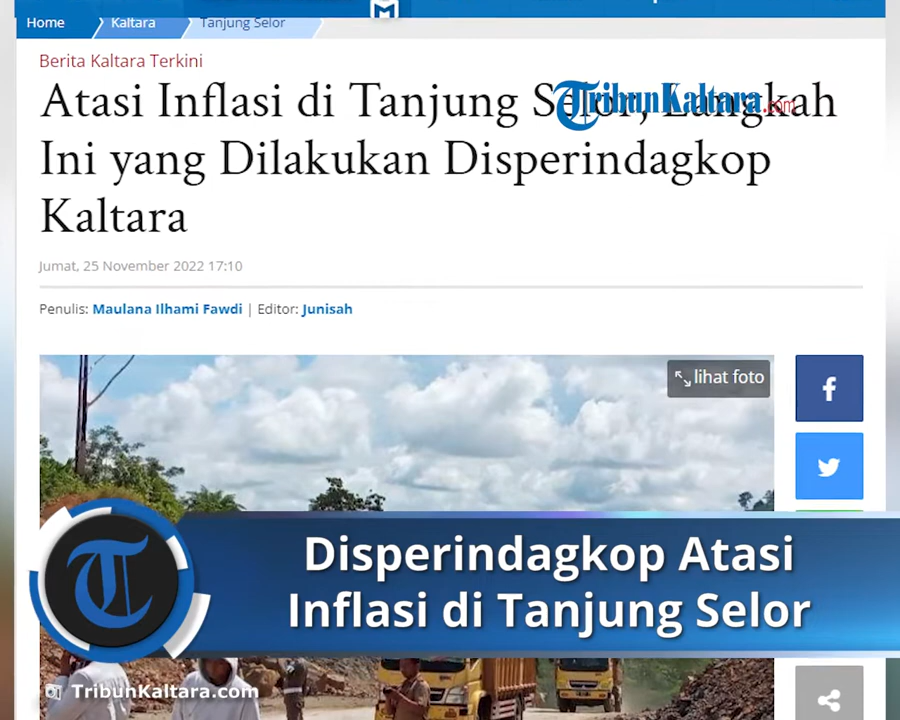 Home Kaltara Tanjung Selor
Berita Kaltara Terkini
TribunKaltara.com
Atasi Inflasi di Tanjung Selor, Langkah
Ini yang Dilakukan Disperindagkop
Kaltara
Jumat, 25 November 2022 17:10
Penulis: Maulana Ilhami Fawdi | Editor: Junisah
lihat foto
Disperindagkop Atasi
Inflasi di Tanjung Selor
TribunKaltara.com